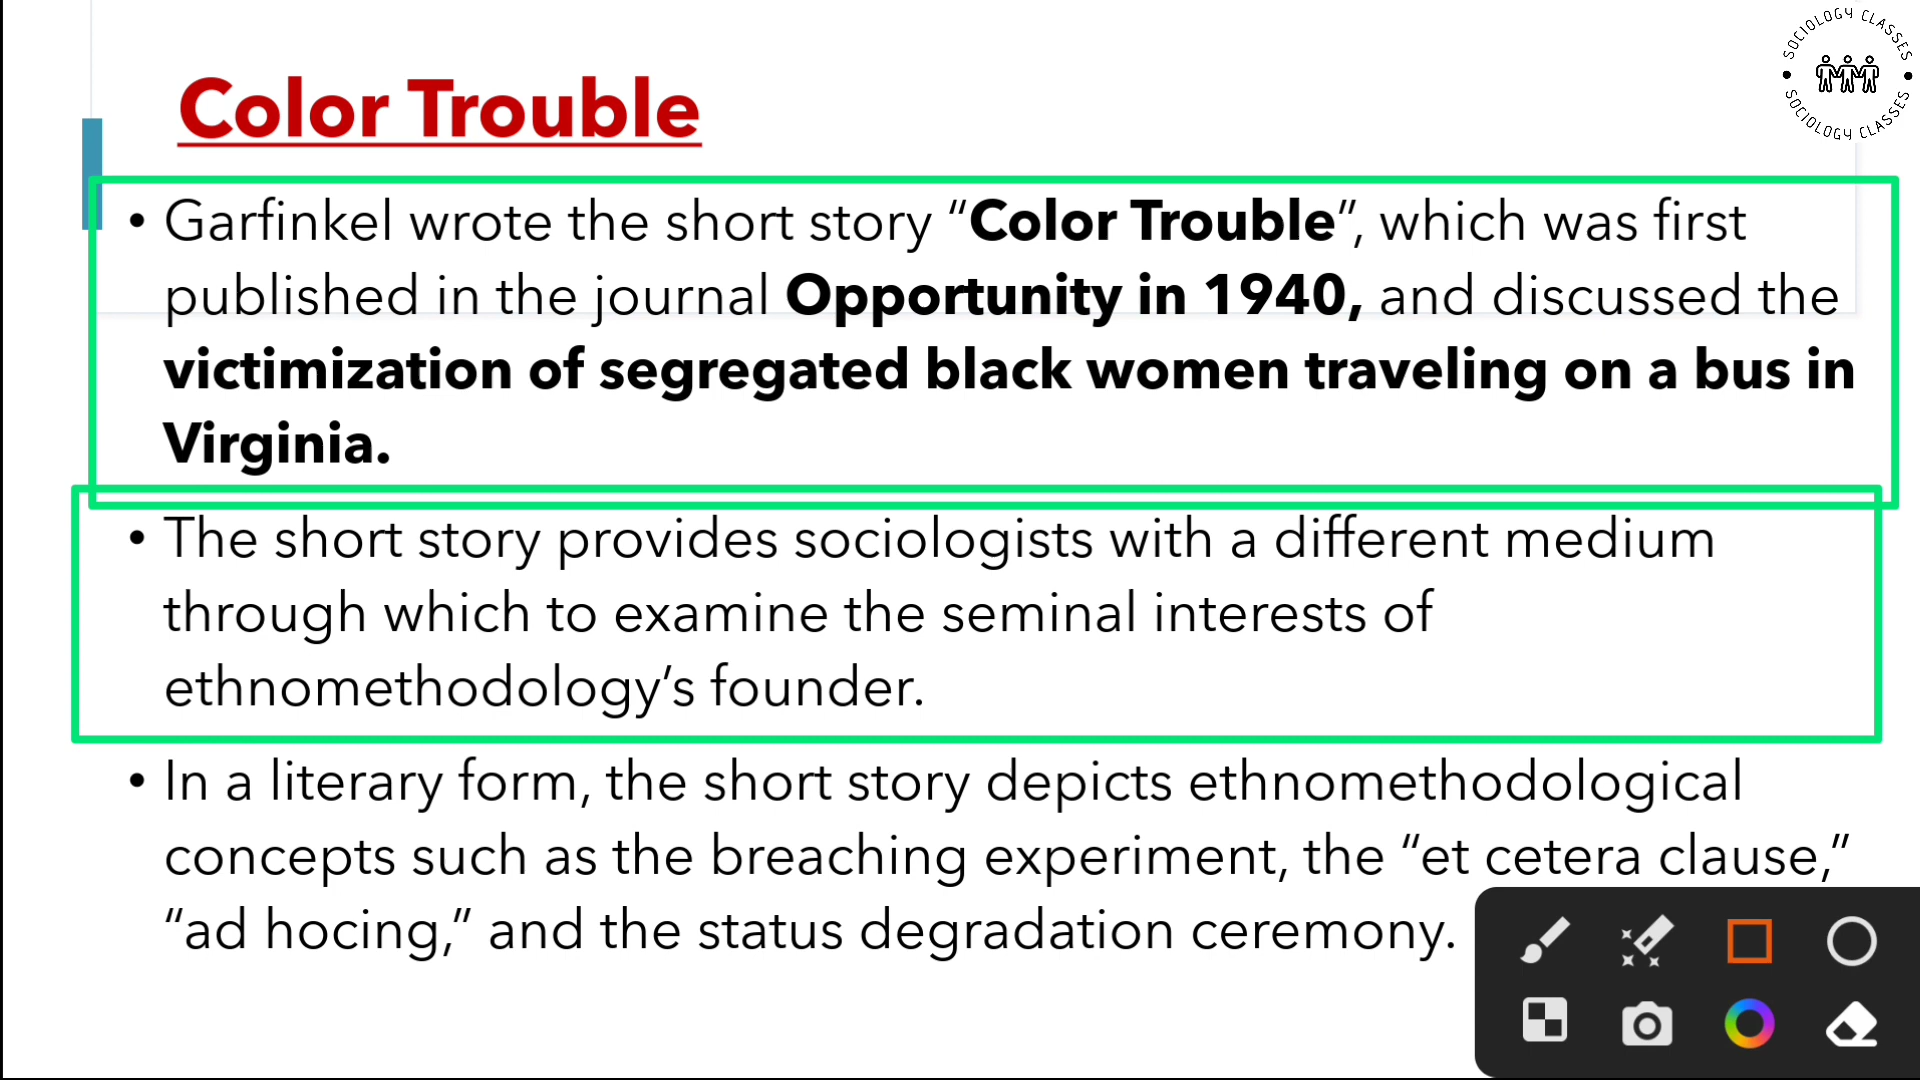 SOCIOLOGY CLASSES
SOCIOLOGY CLASSES
Color Trouble
• Garfinkel wrote the short story “Color Trouble”, which was first
published in the journal Opportunity in 1940, and discussed the
victimization of segregated black women traveling on a bus in
Virginia.
• The short story provides sociologists with a different medium
through which to examine the seminal interests of
ethnomethodology’s founder.
• In a literary form, the short story depicts ethnomethodological
concepts such as the breaching experiment, the “et cetera clause,”
“ad hocing,” and the status degradation ceremony.